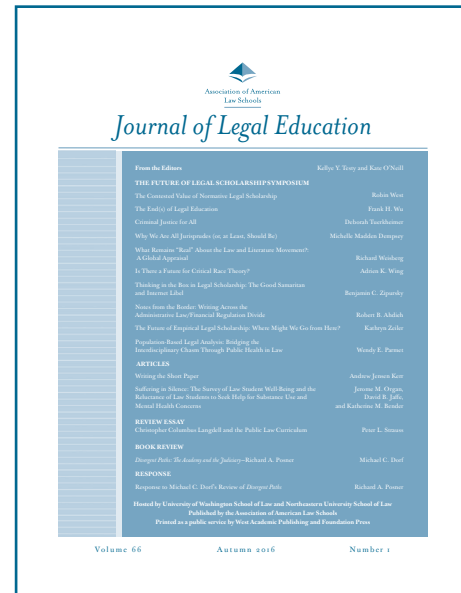 Association of American
Law Schools
Journal of Legal Education
From the Editors Kellye Y. Testy and Kate O'Neill
THE FUTURE OF LEGAL SCHOLARSHIP SYMPOSIUM
The Contested Value of Normative Legal Scholarship Robin West
The End(s) of Legal Education Frank H. Wu
Criminal Justice for All Deborah Tuerkheimer
Why We Are All Jurisprudes (or, at Least, Should Be) Michelle Madden Dempsey
What Remains "Real" About the Law and Literature Movement?:
A Global Appraisal Richard Weisberg
Is There a Future for Critical Race Theory? Adrien K. Wing
Thinking in the Box in Legal Scholarship: The Good Samaritan
and Internet Libel Benjamin C. Zipursky
Notes from the Border: Writing Across the
Administrative Law/Financial Regulation Divide Robert B. Ahdieh
The Future of Empirical Legal Scholarship: Where Might We Go from Here? Kathryn Zeiler
Population-Based Legal Analysis: Bridging the
Interdisciplinary Chasm Through Public Health in Law Wendy E. Parmet
ARTICLES
Writing the Short Paper Andrew Jensen Kerr
Suffering in Silence: The Survey of Law Student Well-Being and the Jerome M. Organ,
Reluctance of Law Students to Seek Help for Substance Use and David B. Jaffe,
Mental Health Concerns and Katherine M. Bender
REVIEW ESSAY
Christopher Columbus Langdell and the Public Law Curriculum Peter L. Strauss
BOOK REVIEW
Divergent Paths: The Academy and the Judiciary—Richard A. Posner Michael C. Dorf
RESPONSE
Response to Michael C. Dorf's Review of Divergent Paths Richard A. Posner
Hosted by University of Washington School of Law and Northeastern University School of Law
Published by the Association of American Law Schools
Printed as a public service by West Academic Publishing and Foundation Press
Volume 66 Autumn 2016 Number 1